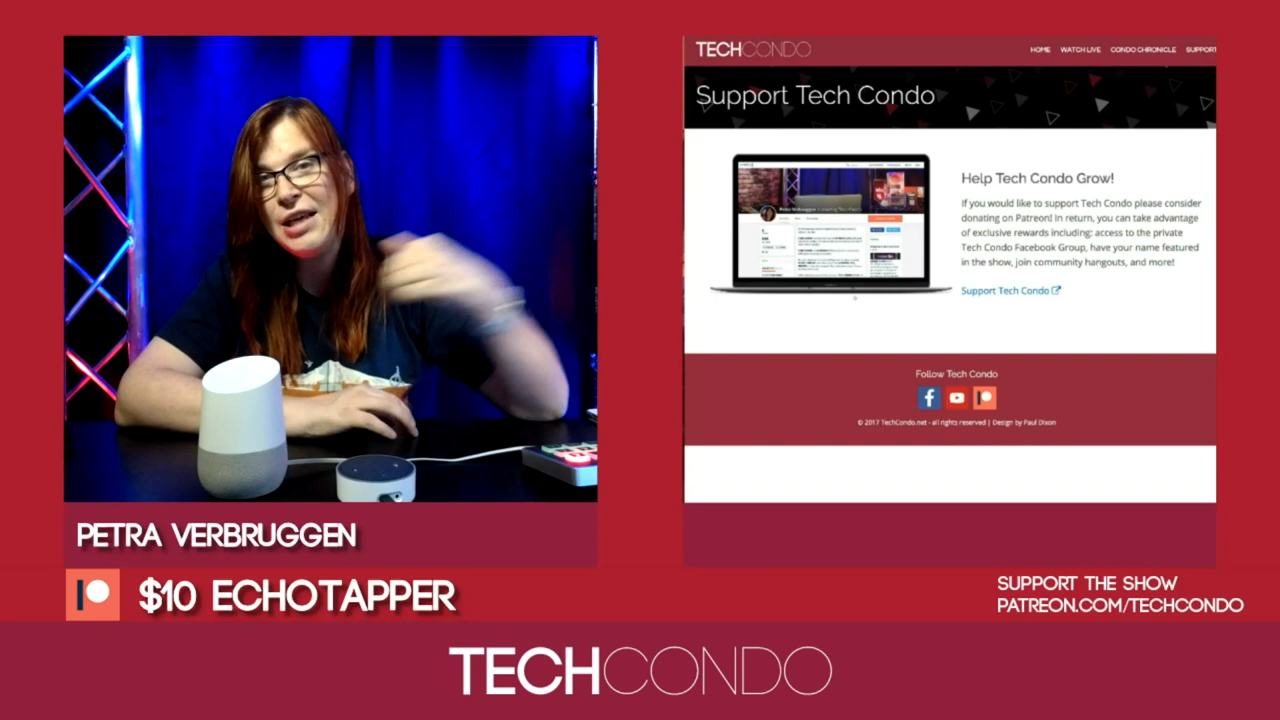 TECHCONDO
HOME WATCH LIVE CONDO CHRONICLE SUPPORT
Support Tech Condo
Help Tech Condo Grow!
If you would like to support Tech Condo please consider
donating on Patreon! In return, you can take advantage
of exclusive rewards including: access to the private
Tech Condo Facebook Group, have your name featured
in the show, join community hangouts, and more!
Support Tech Condo
Follow Tech Condo
© 2017 TechCondo.net - all rights reserved | Design by Paul Dixon
PETRA VERBRUGGEN
$10 ECHOTAPPER
SUPPORT THE SHOW
PATREON.COM/TECHCONDO
TECHCONDO